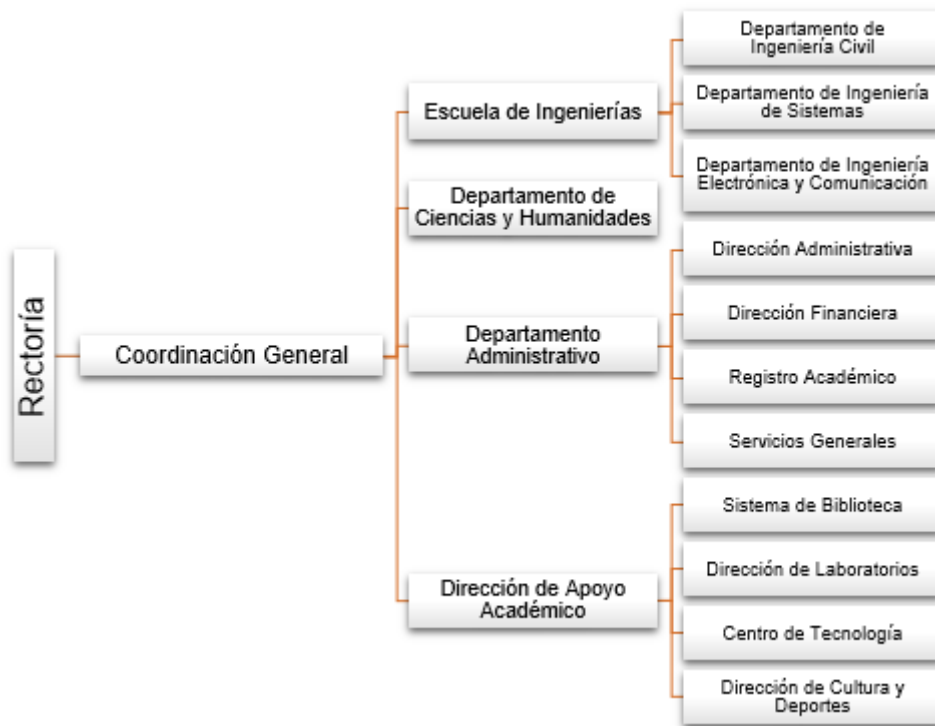 Rectoría
Coordinación General
Escuela de Ingenierías
Departamento de
Ingeniería Civil
Departamento de Ingeniería
de Sistemas
Departamento de Ingeniería
Electrónica y Comunicación
Departamento de
Ciencias y Humanidades
Departamento
Administrativo
Dirección Administrativa
Dirección Financiera
Registro Académico
Servicios Generales
Dirección de Apoyo
Académico
Sistema de Biblioteca
Dirección de Laboratorios
Centro de Tecnología
Dirección de Cultura y
Deportes